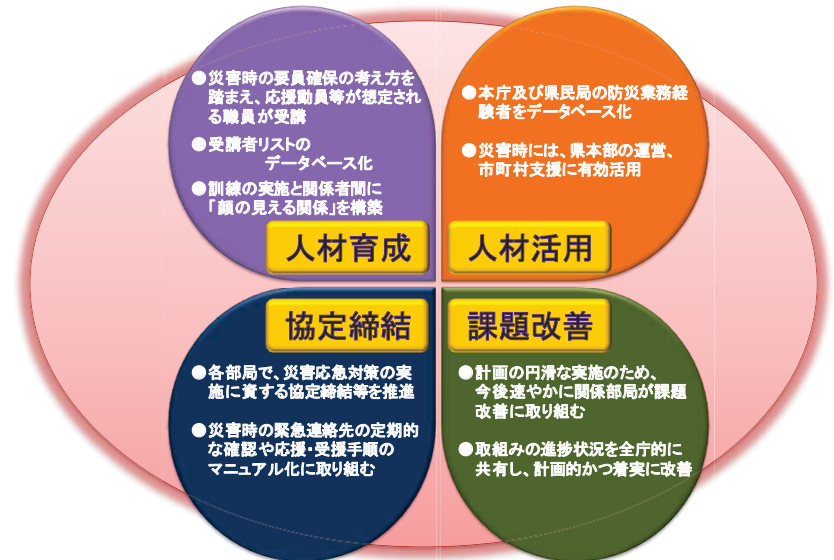 ●災害時の要員確保の考え方を
踏まえ、応援動員等が想定され
る職員が受講
●受講者リストの
データベース化
●訓練の実施と関係者間に
「顔の見える関係」を構築
人材育成
●本庁及び県民局の防災業務経
験者をデータベース化
●災害時には、県本部の運営、
市町村支援に有効活用
人材活用
協定締結
●各部局で、災害応急対策の実
施に資する協定締結等を推進
●災害時の緊急連絡先の定期的
な確認や応援・受援手順の
マニュアル化に取り組む
課題改善
●計画の円滑な実施のため、
今後速やかに関係部局が課題
改善に取り組む
●取組みの進捗状況を全庁的に
共有し、計画的かつ着実に改善